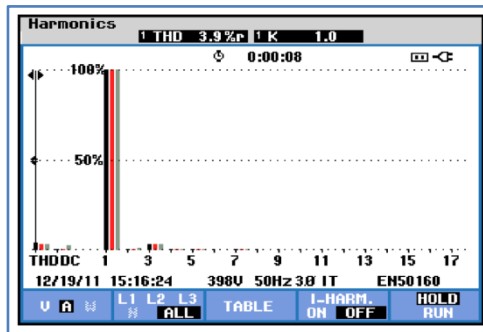 Harmonics
1 THD 3.9 %r 1 K 1.0
0:00:08
100%
50%
THDDC 1 3 5 7 9 11 13 15 17
12/19/11 15:16:24 398V 50Hz 3Ø IT EN50160
V A W L1 L2 L3 N ALL TABLE I-HARM. ON OFF HOLD RUN